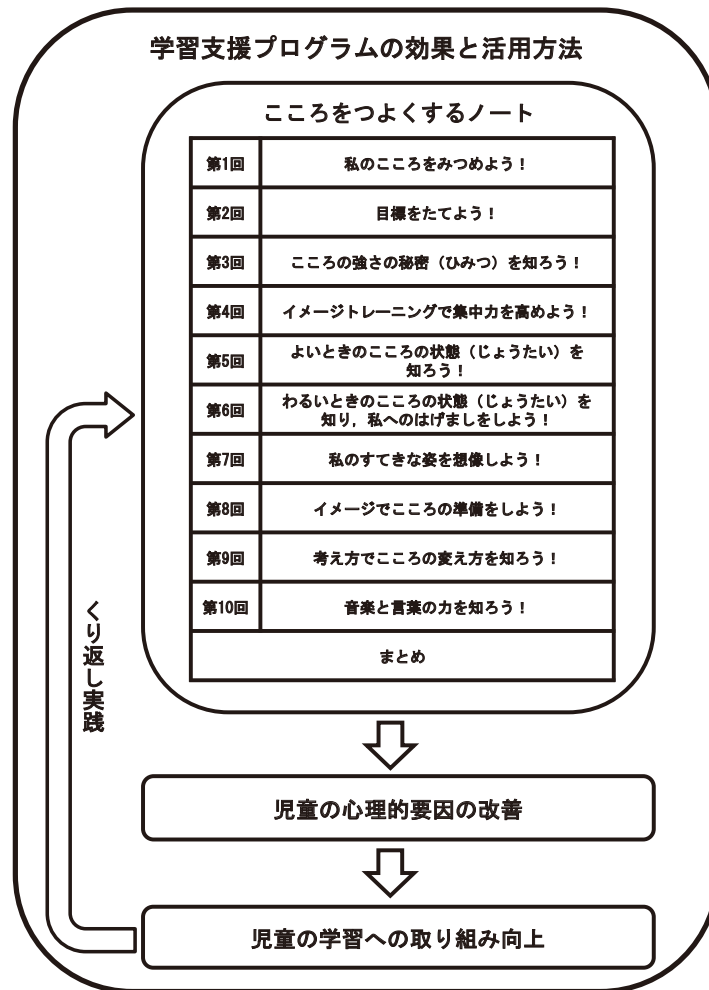 学習支援プログラムの効果と活用方法
こころをつよくするノート
第1回 私のこころをみつめよう！
第2回 目標をたてよう！
第3回 こころの強さの秘密（ひみつ）を知ろう！
第4回 イメージトレーニングで集中力を高めよう！
第5回 よいときのこころの状態（じょうたい）を
知ろう！
第6回 わるいときのこころの状態（じょうたい）を
知り，私へのはげましをしよう！
第7回 私のすてきな姿を想像しよう！
第8回 イメージでこころの準備をしよう！
第9回 考え方でこころの変え方を知ろう！
第10回 音楽と言葉の力を知ろう！
まとめ
くり返し実践
児童の心理的要因の改善
児童の学習への取り組み向上